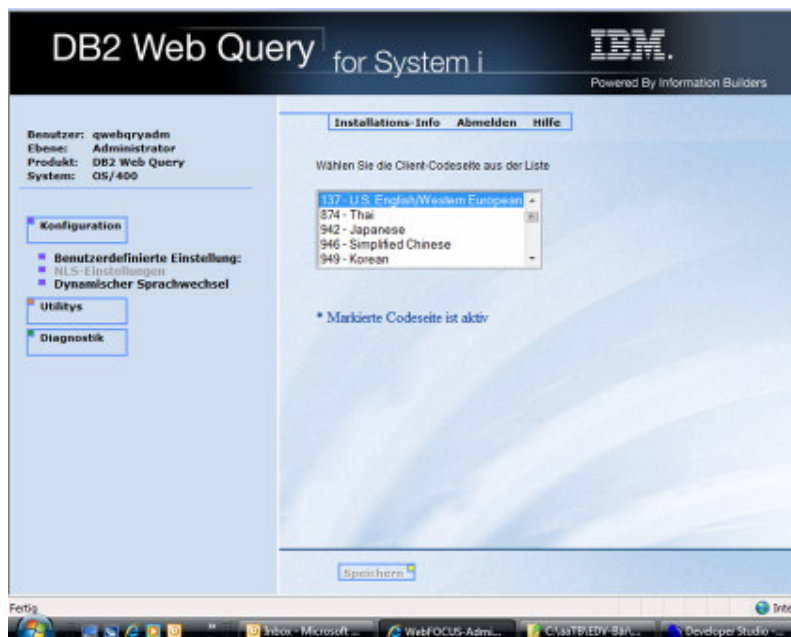 DB2 Web Query for System i
IBM.
Powered By Information Builders
Benutzer: qwebqryadm
Ebene: Administrator
Produkt: DB2 Web Query
System: OS/400
Installations-Info Abmelden Hilfe
Wählen Sie die Client-Codeseite aus der Liste
137 - U.S. English/Western European
874 - Thai
942 - Japanese
946 - Simplified Chinese
949 - Korean
* Markierte Codeseite ist aktiv
Konfiguration
Benutzerdefinierte Einstellung:
NLS-Einstellungen
Dynamischer Sprachwechsel
Utilitys
Diagnostik
Speichern
Fertig
Inte
Inbox - Microsoft ...
WebFOCUS-Admi...
Developer Studio - ...